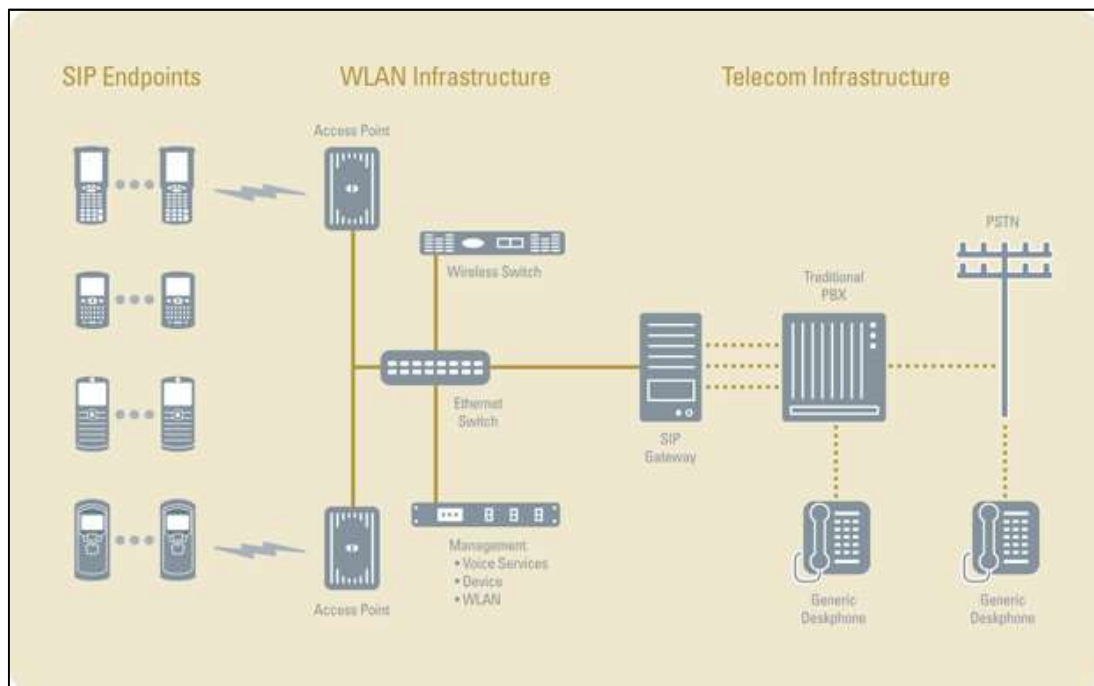 SIP Endpoints
WLAN Infrastructure
Telecom Infrastructure
Access Point
Wireless Switch
PSTN
Traditional
PBX
Ethernet
Switch
SIP
Gateway
Management
• Voice Services
• Device
• WLAN
Access Point
Generic
Deskphone
Generic
Deskphone